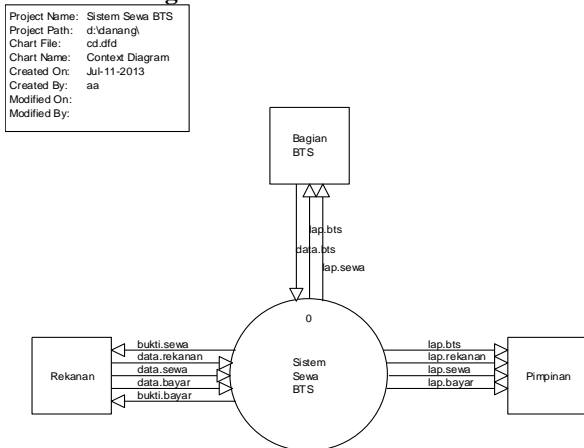 Project Name: Sistem Sewa BTS
Project Path: d:\danang\
Chart File: cd.dfd
Chart Name: Context Diagram
Created On: Jul-11-2013
Created By: aa
Modified On:
Modified By:
Bagian
BTS
lap.bts
data.bts
lap.sewa
0
Sistem
Sewa
BTS
Rekanan
bukti.sewa
data.rekanan
data.sewa
data.bayar
bukti.bayar
lap.bts
lap.rekanan
lap.sewa
lap.bayar
Pimpinan